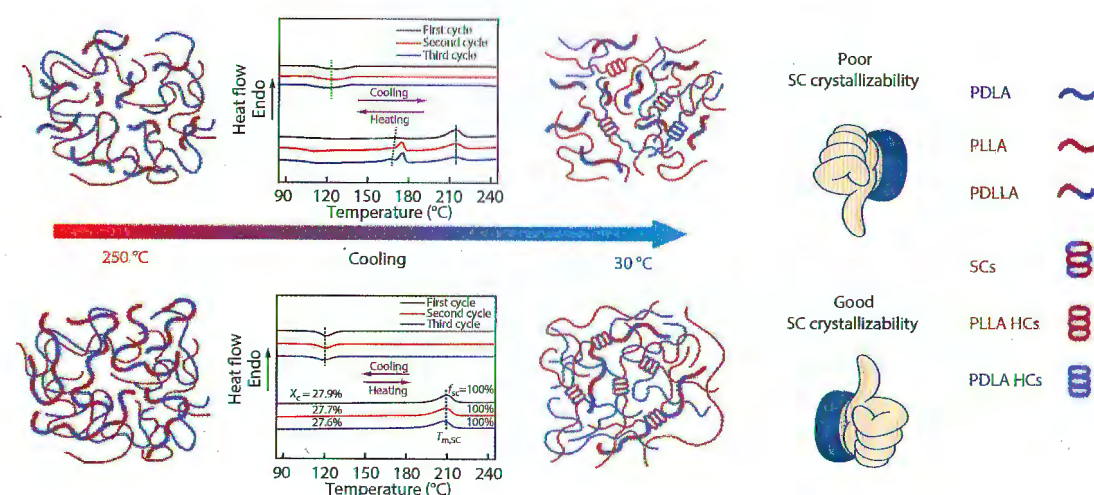 First cycle
Second cycle
Third cycle
Heat flow
Endo
Cooling
Heating
90 120 150 180 210 240
Temperature (°C)
Poor
SC crystallizability
PDLA
PLLA
PDLLA
250 °C
Cooling
30 °C
SCs
PLLA HCs
PDLA HCs
First cycle
Second cycle
Third cycle
Heat flow
Endo
Cooling
Heating
Xc = 27.9%
fsc=100%
27.7%
100%
27.6%
100%
Tm,SC
90 120 150 180 210 240
Temperature (°C)
Good
SC crystallizability